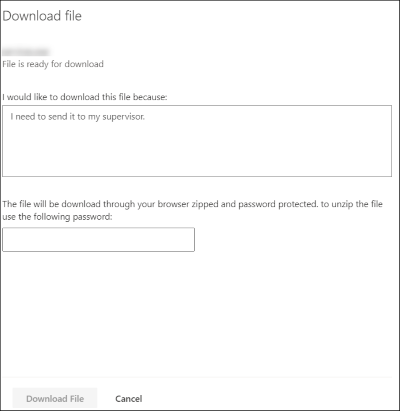 Download file
File is ready for download
I would like to download this file because:
I need to send it to my supervisor.
The file will be download through your browser zipped and password protected. to unzip the file
use the following password:
Download File
Cancel